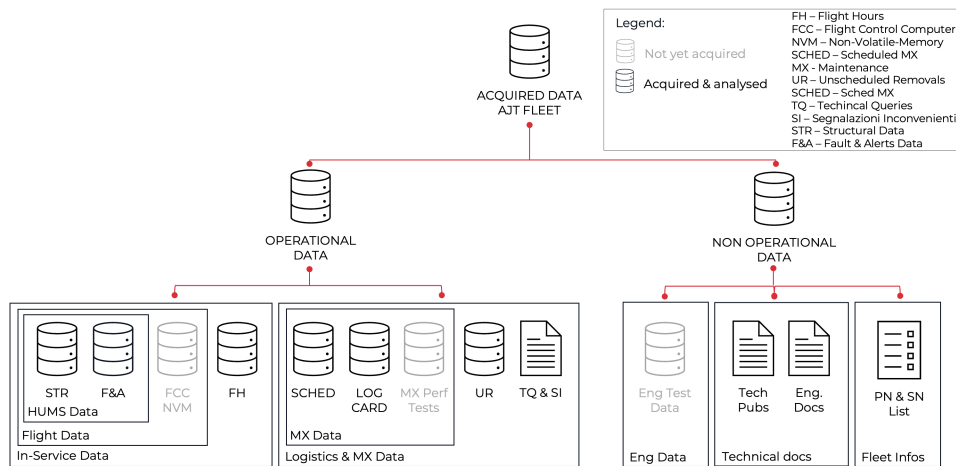 Legend:
Not yet acquired
Acquired & analysed
FH – Flight Hours
FCC – Flight Control Computer
NVM – Non-Volatile-Memory
SCHED – Scheduled MX
MX - Maintenance
UR – Unscheduled Removals
SCHED – Sched MX
TQ – Techincal Queries
SI – Segnalazioni Inconvenienti
STR – Structural Data
F&A – Fault & Alerts Data
ACQUIRED DATA
AJT FLEET
OPERATIONAL
DATA
NON OPERATIONAL
DATA
STR
F&A
HUMS Data
FCC
NVM
Flight Data
FH
In-Service Data
SCHED
LOG
CARD
MX Perf
Tests
MX Data
UR
TQ & SI
Logistics & MX Data
Eng Test
Data
Eng Data
Tech
Pubs
Eng.
Docs
Technical docs
PN & SN
List
Fleet Infos